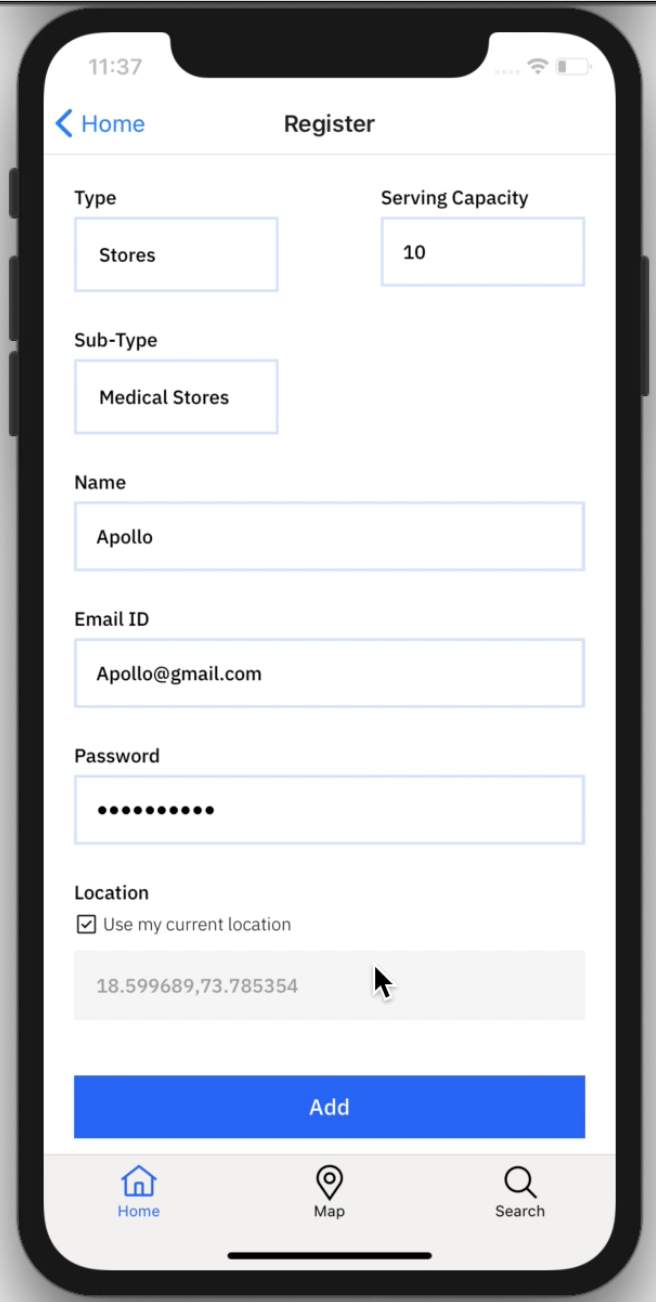 11:37
Home
Register
Type
Serving Capacity
Stores
10
Sub-Type
Medical Stores
Name
Apollo
Email ID
Apollo@gmail.com
Password
••••••••••
Location
Use my current location
18.599689,73.785354
Add
Home
Map
Search